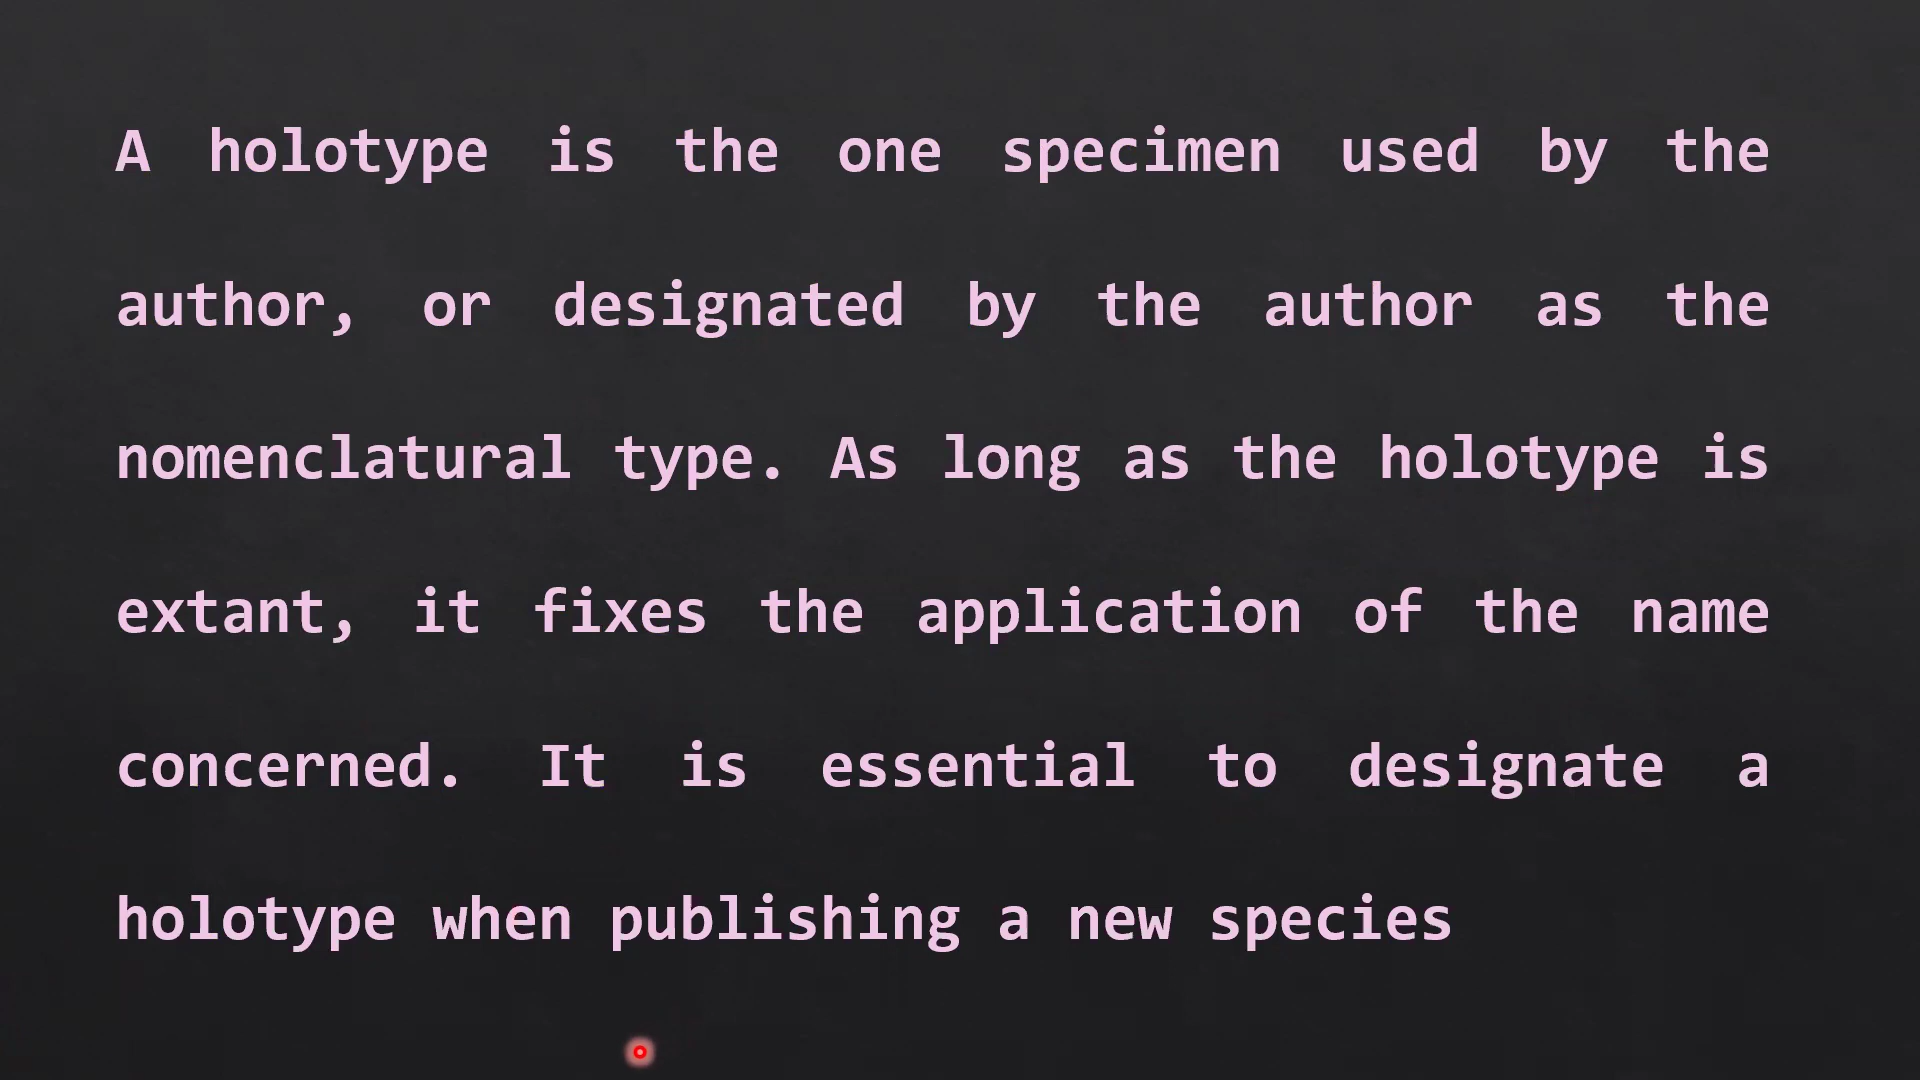 A holotype is the one specimen used by the
author, or designated by the author as the
nomenclatural type. As long as the holotype is
extant, it fixes the application of the name
concerned. It is essential to designate a
holotype when publishing a new species